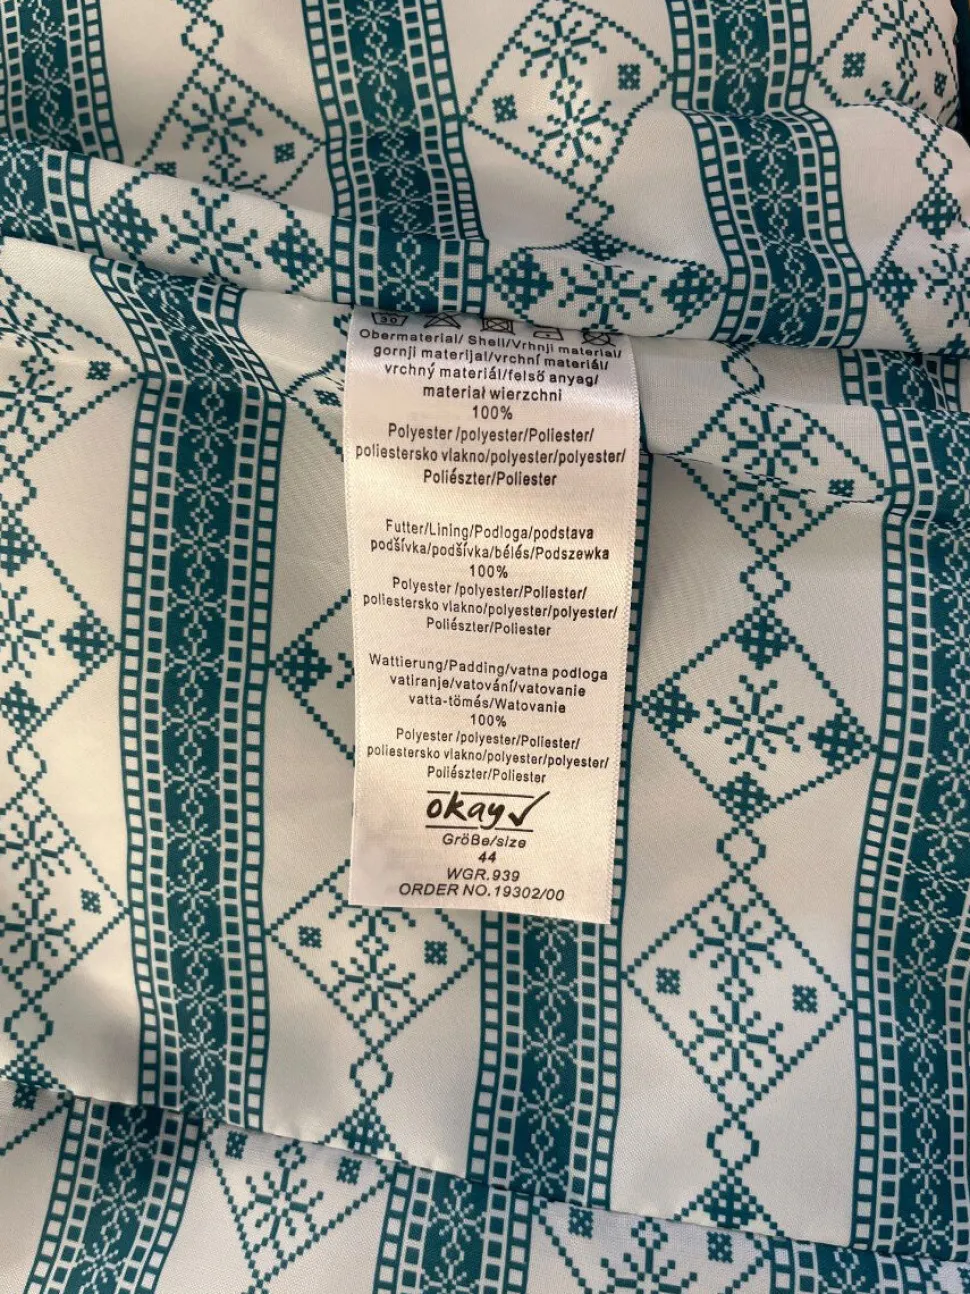 30
Obermaterial/ Shell/Vrhnji material/
gornji materijal/vrchní materiál/
vrchný materiál/felső anyag/
materiał wierzchni
100%
Polyester /polyester/Poliester/
poliestersko vlakno/polyester/polyester/
Poliészter/Poliester
Futter/Lining/Podloga/podstava
podšívka/podšívka/bélés/Podszewka
100%
Polyester /polyester/Poliester/
poliestersko vlakno/polyester/polyester/
Poliészter/Poliester
Wattierung/Padding/vatna podloga
vatiranje/vatování/vatovanie
vatta-tömés/Watovanie
100%
Polyester /polyester/Poliester/
poliestersko vlakno/polyester/polyester/
Poliészter/Poliester
okay
GröBe/size
44
WGR.939
ORDER NO.19302/00